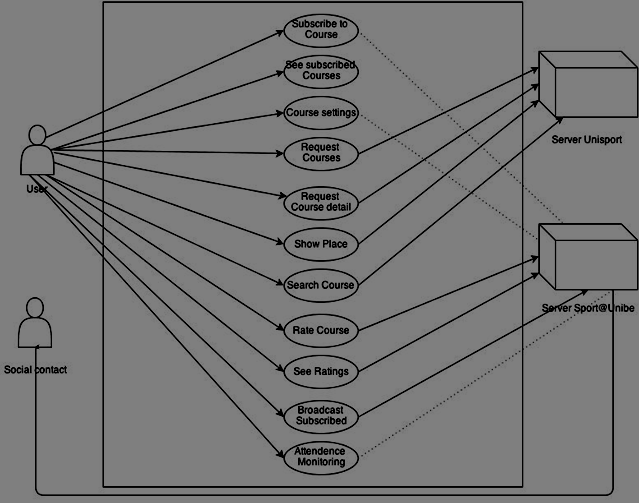 Subscribe to
Course
See subscribed
Courses
Course settings
Request
Courses
Server Unisport
User
Request
Course detail
Show Place
Search Course
Server Sport@Unibe
Rate Course
Social contact
See Ratings
Broadcast
Subscribed
Attendence
Monitoring